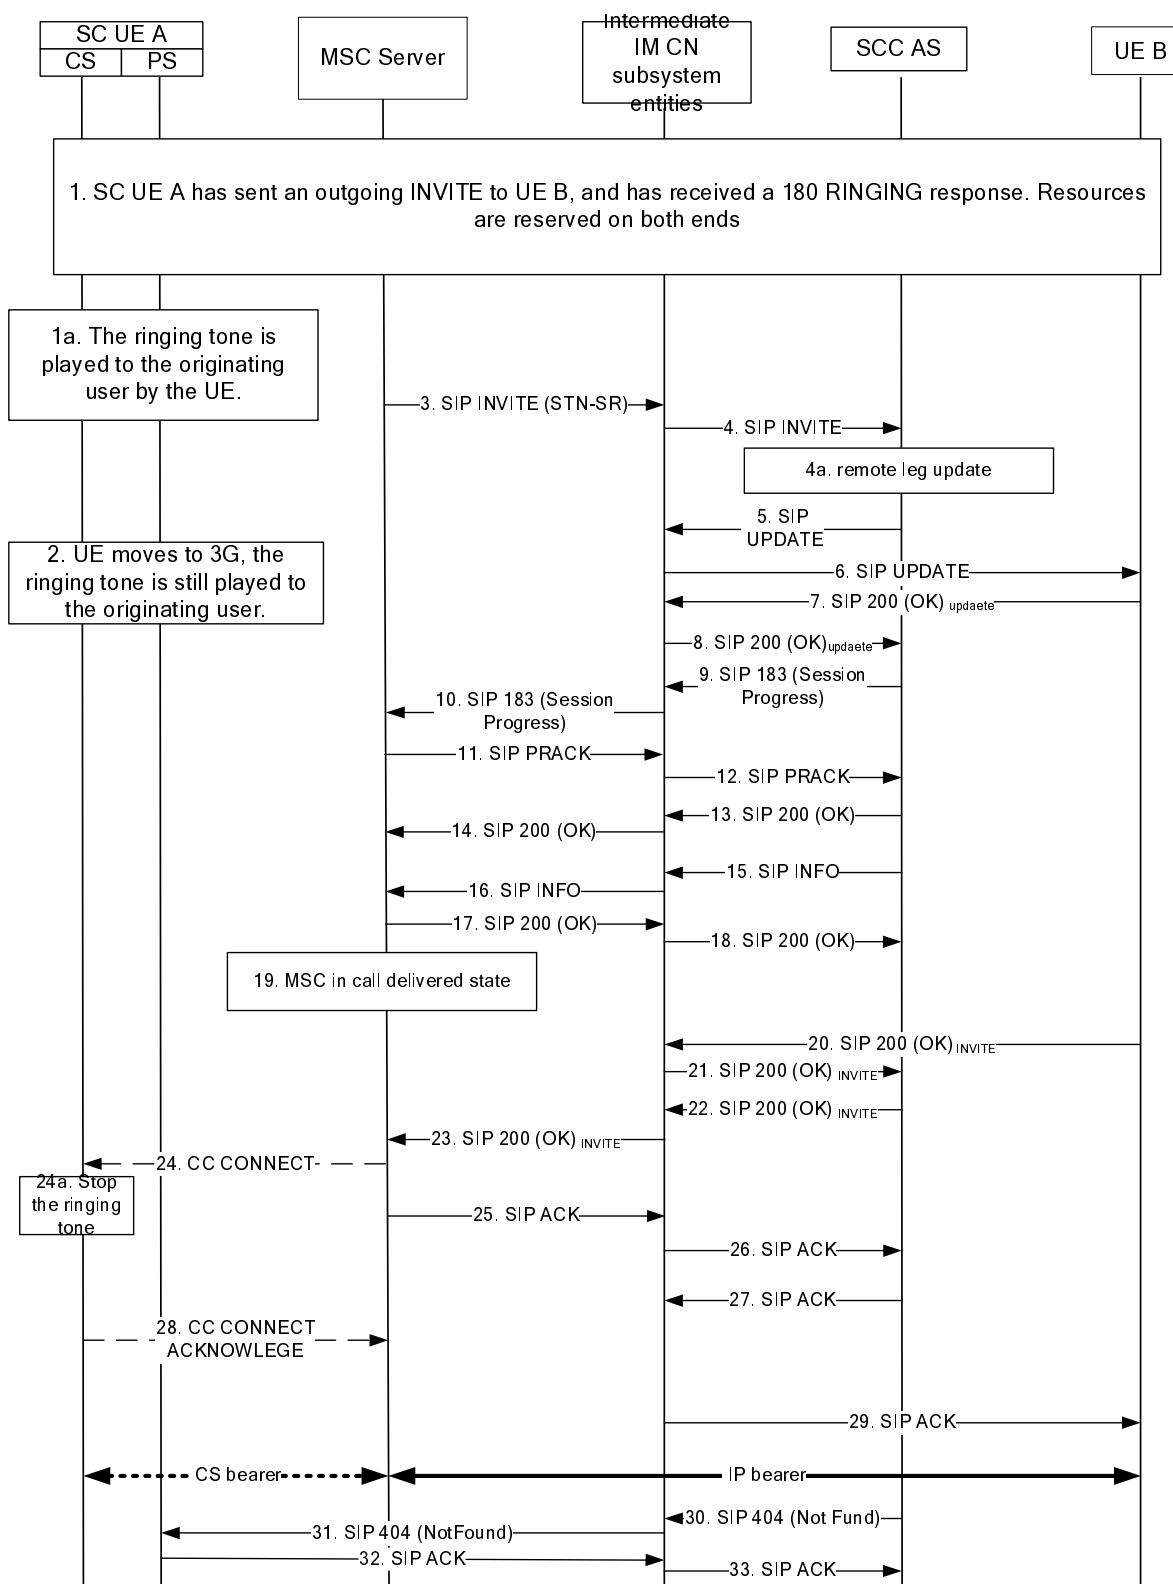 SC UE A
CS
PS
MSC Server
Intermediate
IM CN
subsystem
entities
SCC AS
UE B
1. SC UE A has sent an outgoing INVITE to UE B, and has received a 180 RINGING response. Resources
are reserved on both ends
1a. The ringing tone is
played to the originating
user by the UE.
3. SIP INVITE (STN-SR)
4. SIP INVITE
4a. remote leg update
5. SIP
UPDATE
2. UE moves to 3G, the
ringing tone is still played to
the originating user.
6. SIP UPDATE
7. SIP 200 (OK) updaete
8. SIP 200 (OK)updaete
9. SIP 183 (Session
Progress)
10. SIP 183 (Session
Progress)
11. SIP PRACK
12. SIP PRACK
13. SIP 200 (OK)
14. SIP 200 (OK)
15. SIP INFO
16. SIP INFO
17. SIP 200 (OK)
18. SIP 200 (OK)
19. MSC in call delivered state
20. SIP 200 (OK) INVITE
21. SIP 200 (OK) INVITE
22. SIP 200 (OK) INVITE
23. SIP 200 (OK) INVITE
24. CC CONNECT
24a. Stop
the ringing
tone
25. SIP ACK
26. SIP ACK
27. SIP ACK
28. CC CONNECT
ACKNOWLEGE
29. SIP ACK
CS bearer
IP bearer
30. SIP 404 (Not Fund)
31. SIP 404 (NotFound)
32. SIP ACK
33. SIP ACK